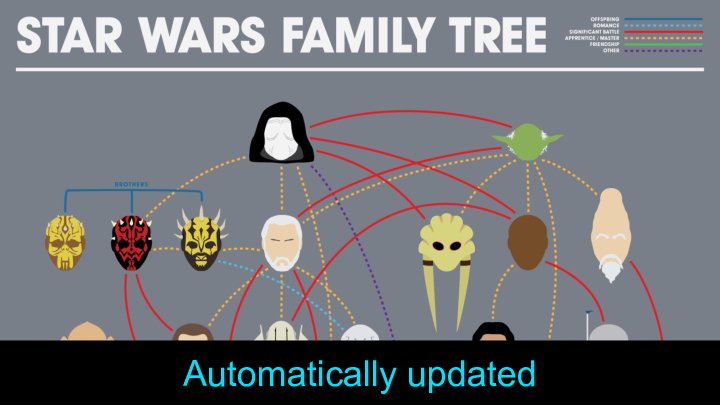 STAR WARS FAMILY TREE
OFFSPRING
ROMANCE
SIGNIFICANT BATTLE
APPRENTICE / MASTER
FRIENDSHIP
OTHER
BROTHERS
Automatically updated